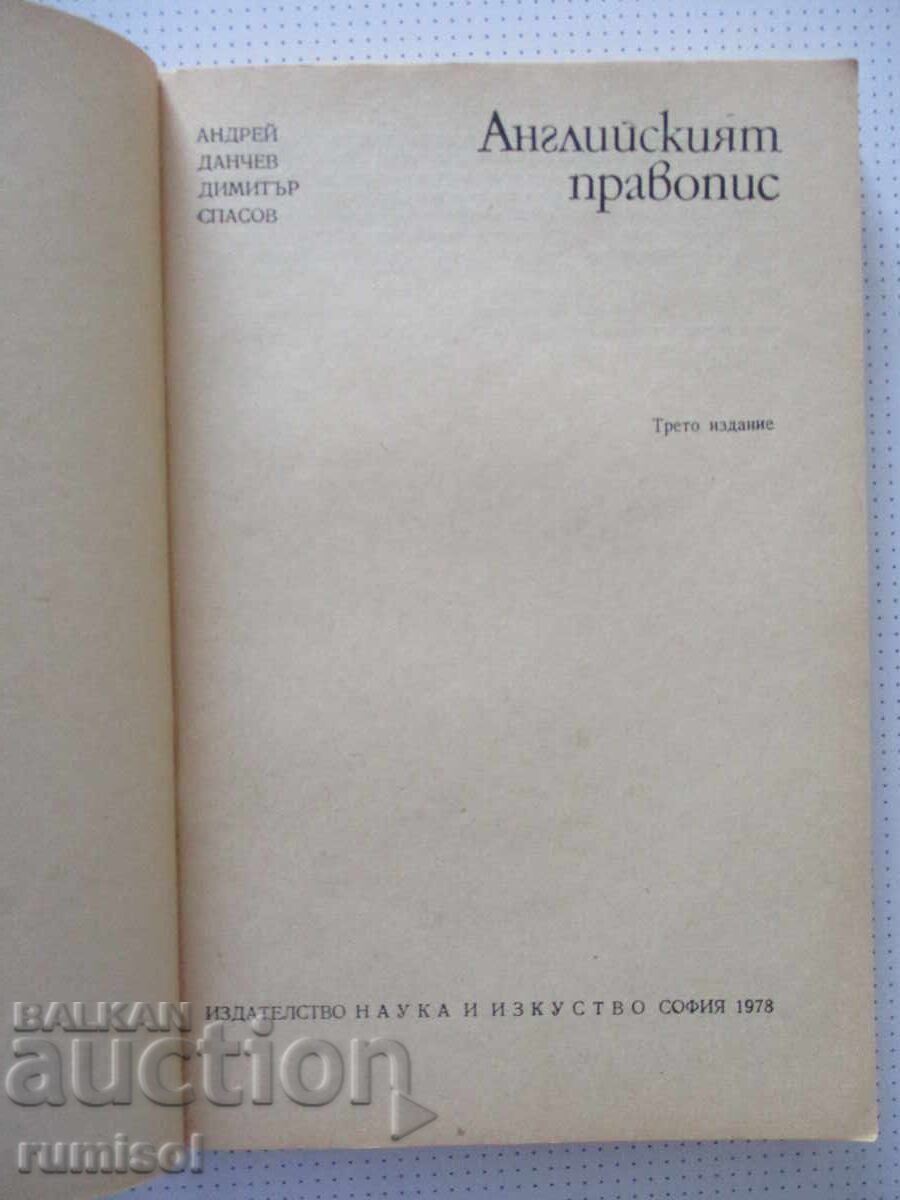 АНДРЕЙ
ДАНЧЕВ
ДИМИТЪР
СПАСОВ
Английският
правопис
Трето издание
ИЗДАТЕЛСТВО НАУКА И ИЗКУСТВО СОФИЯ 1978
BALKAN
auction
rumisol